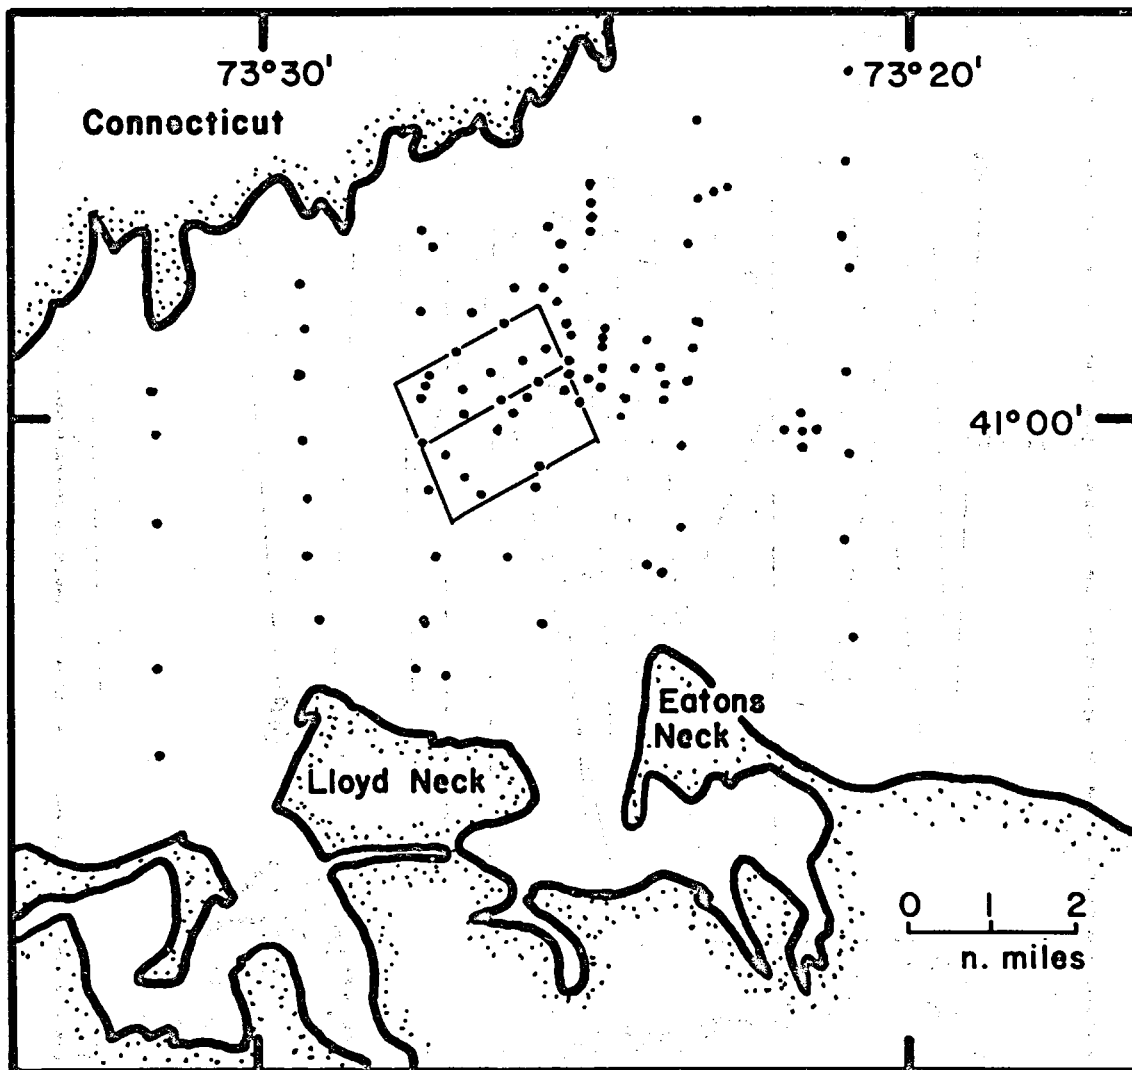 73°30'
73°20'
Connecticut
41°00'
Eatons
Neck
Lloyd Neck
0 1 2
n. miles